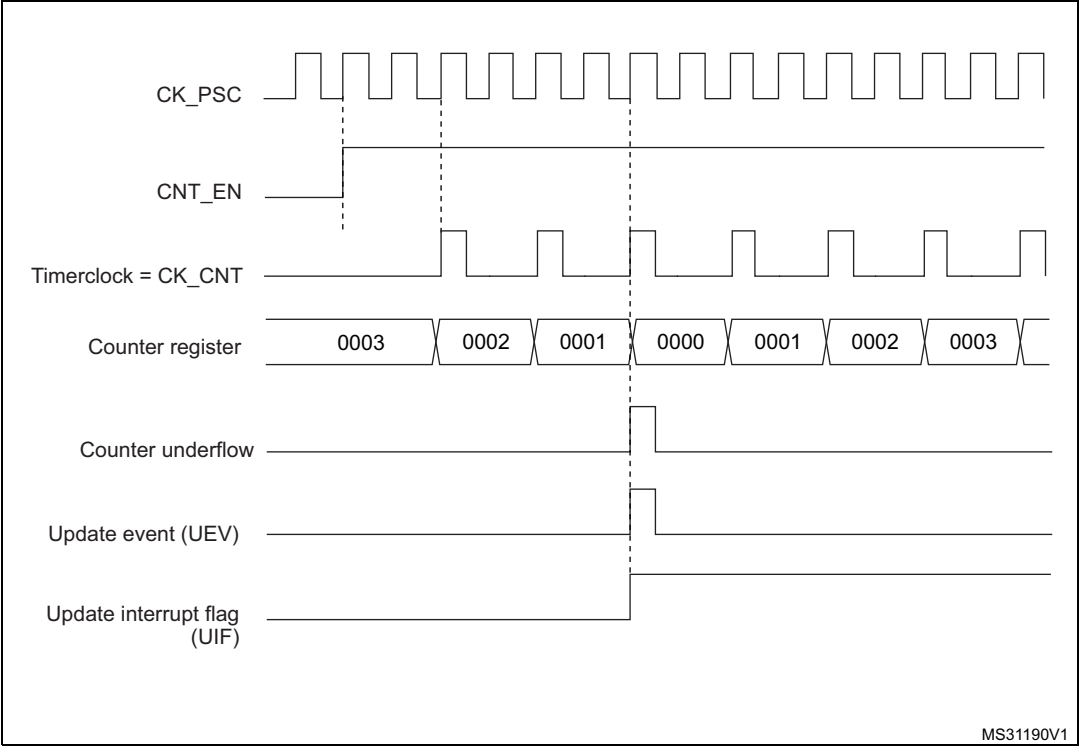 CK_PSC
CNT_EN
Timerclock = CK_CNT
Counter register
0003 0002 0001 0000 0001 0002 0003
Counter underflow
Update event (UEV)
Update interrupt flag
(UIF)
MS31190V1